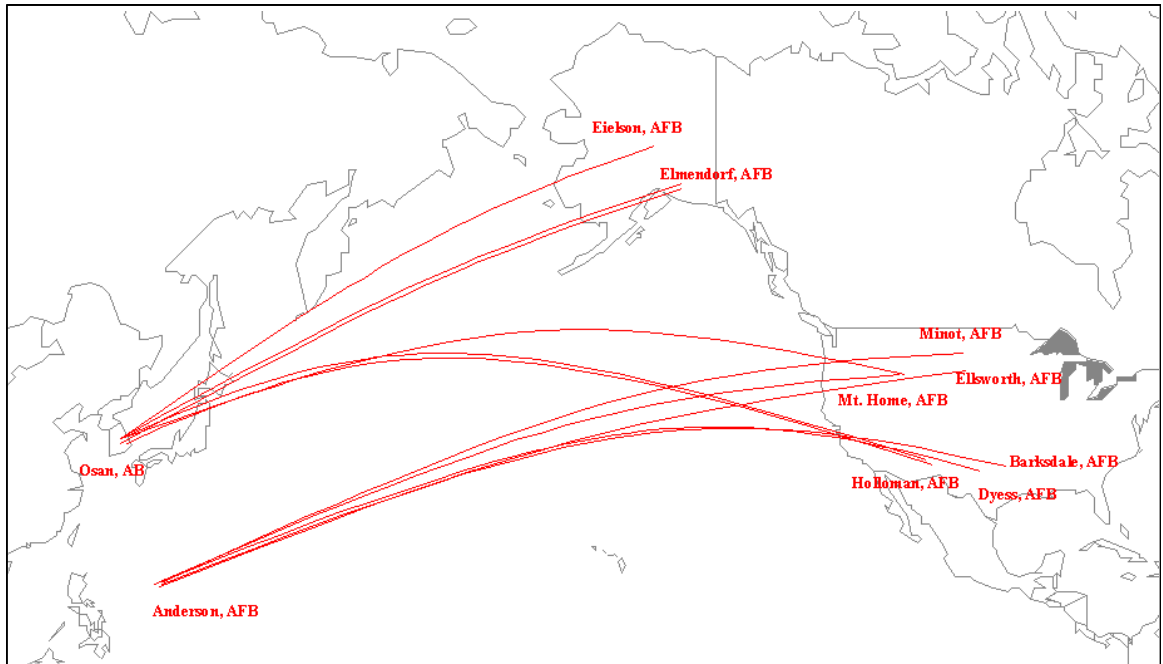 Eielson, AFB
Elmendorf, AFB
Minot, AFB
Ellsworth, AFB
Mt. Home, AFB
Osan, AB
Barksdale, AFB
Holloman, AFB
Dyess, AFB
Anderson, AFB